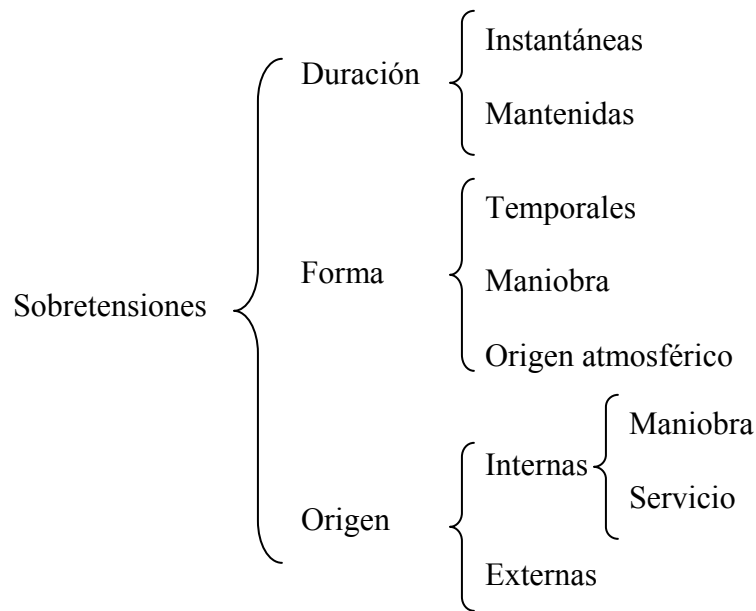 Sobretensiones
Duración
Instantáneas
Mantenidas
Forma
Temporales
Maniobra
Origen atmosférico
Origen
Internas
Maniobra
Servicio
Externas